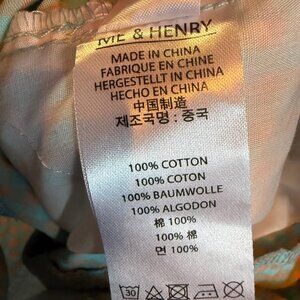 ME & HENRY
MADE IN CHINA
FABRIQUE EN CHINE
HERGESTELLT IN CHINA
HECHO EN CHINA
中国制造
제조국명 : 중국
100% COTTON
100% COTON
100% BAUMWOLLE
100% ALGODON
棉 100%
100% 棉
면 100%
30